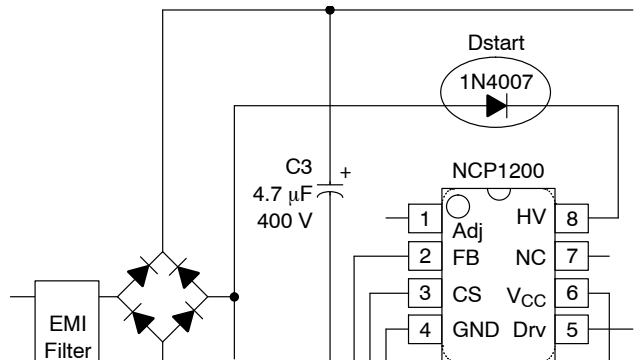 Dstart
1N4007
C3
+
4.7 μF
400 V
NCP1200
1
Adj
HV
8
2
FB
NC
7
3
CS
VCC
6
4
GND
Drv
5
EMI
Filter